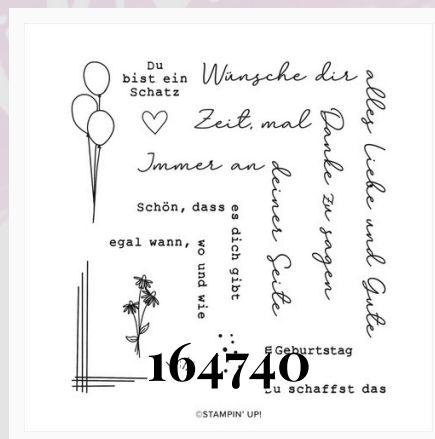 Du
bist ein
Schatz
Wünsche dir
alles Liebe und Gute
Zeit, mal
Danke zu sagen
Immer an
deiner Seite
Schön, dass
es dich gibt
egal wann,
wo und wie
164740
Geburtstag
schaffst das
©STAMPIN' UP!